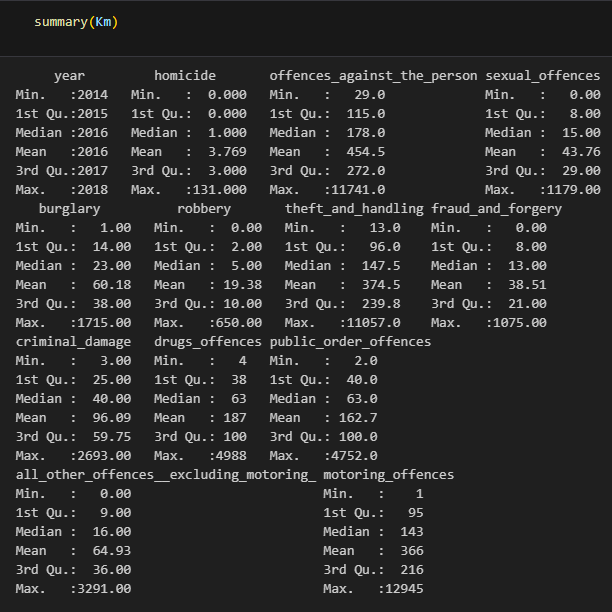 summary(Km)
year homicide offences_against_the_person sexual_offences
Min. :2014 Min. : 0.000 Min. : 29.0 Min. : 0.00
1st Qu.:2015 1st Qu.: 0.000 1st Qu.: 115.0 1st Qu.: 8.00
Median :2016 Median : 1.000 Median : 178.0 Median : 15.00
Mean :2016 Mean : 3.769 Mean : 454.5 Mean : 43.76
3rd Qu.:2017 3rd Qu.: 3.000 3rd Qu.: 272.0 3rd Qu.: 29.00
Max. :2018 Max. :131.000 Max. :11741.0 Max. :1179.00
burglary robbery theft_and_handling fraud_and_forgery
Min. : 1.00 Min. : 0.00 Min. : 13.0 Min. : 0.00
1st Qu.: 14.00 1st Qu.: 2.00 1st Qu.: 96.0 1st Qu.: 8.00
Median : 23.00 Median : 5.00 Median : 147.5 Median : 13.00
Mean : 60.18 Mean : 19.38 Mean : 374.5 Mean : 38.51
3rd Qu.: 38.00 3rd Qu.: 10.00 3rd Qu.: 239.8 3rd Qu.: 21.00
Max. :1715.00 Max. :650.00 Max. :11057.0 Max. :1075.00
criminal_damage drugs_offences public_order_offences
Min. : 3.00 Min. : 4 Min. : 2.0
1st Qu.: 25.00 1st Qu.: 38 1st Qu.: 40.0
Median : 40.00 Median : 63 Median : 63.0
Mean : 96.09 Mean : 187 Mean : 162.7
3rd Qu.: 59.75 3rd Qu.: 100 3rd Qu.: 100.0
Max. :2693.00 Max. :4988 Max. :4752.0
all_other_offences__excluding_motoring_ motoring_offences
Min. : 0.00 Min. : 1
1st Qu.: 9.00 1st Qu.: 95
Median : 16.00 Median : 143
Mean : 64.93 Mean : 366
3rd Qu.: 36.00 3rd Qu.: 216
Max. :3291.00 Max. :12945